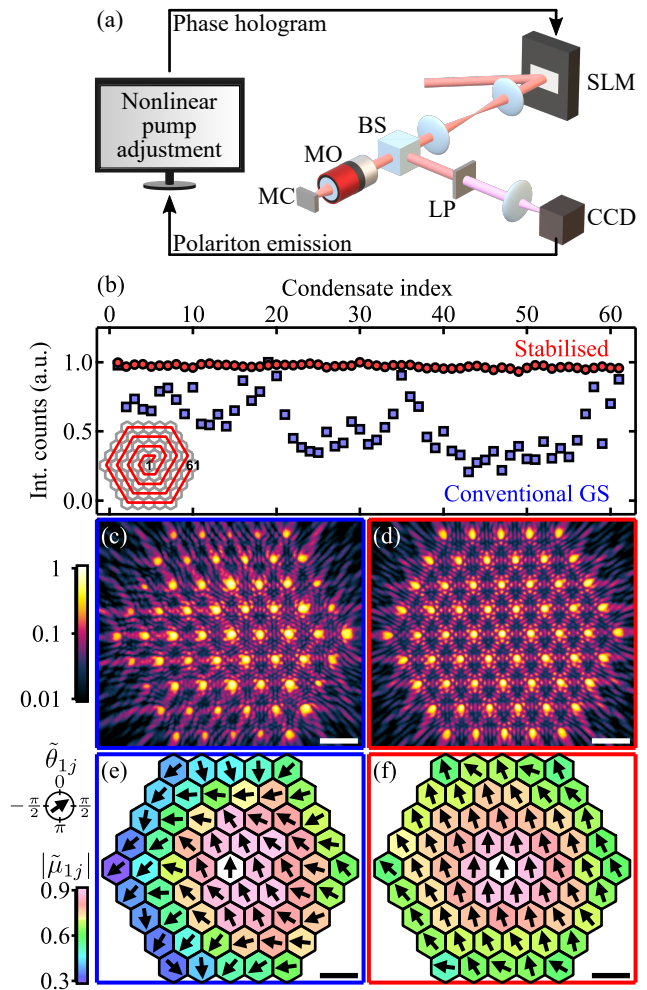 (a)
Phase hologram
Nonlinear
pump
adjustment
SLM
BS
MO
MC
LP
CCD
Polariton emission
(b)
Condensate index
0 10 20 30 40 50 60
Int. counts (a.u.)
1.0
0.5
0.0
Stabilised
Conventional GS
1 61
(c)
(d)
1
0.1
0.01
(e)
(f)
θ̃₁ⱼ
0
−π/2 π/2
π
|μ̃₁ⱼ|
0.9
0.6
0.3